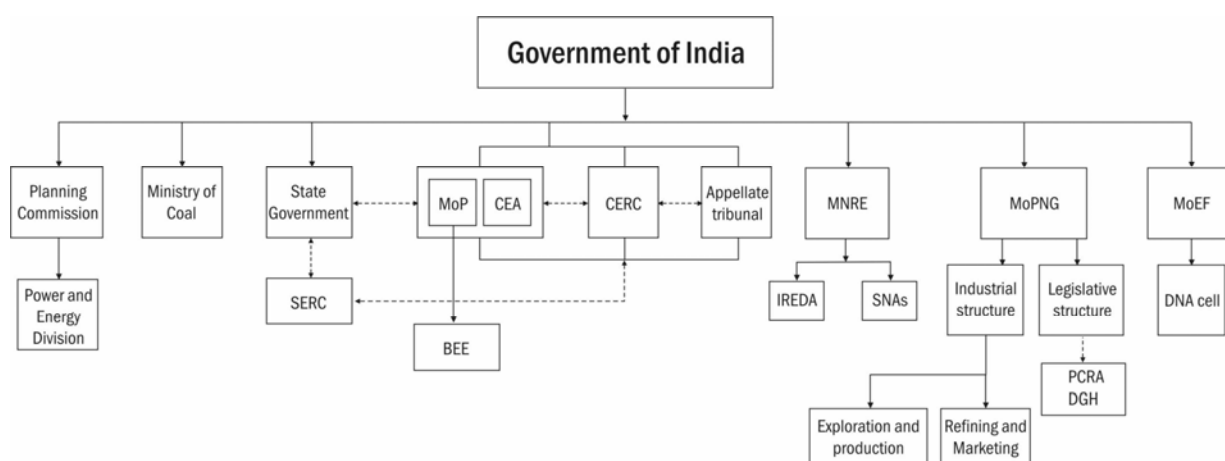 Government of India
Planning
Commission
Ministry of
Coal
State
Government
MoP
CEA
CERC
Appellate
tribunal
MNRE
MoPNG
MoEF
Power and
Energy
Division
SERC
BEE
IREDA
SNAs
Industrial
structure
Legislative
structure
DNA cell
PCRA
DGH
Exploration and
production
Refining and
Marketing